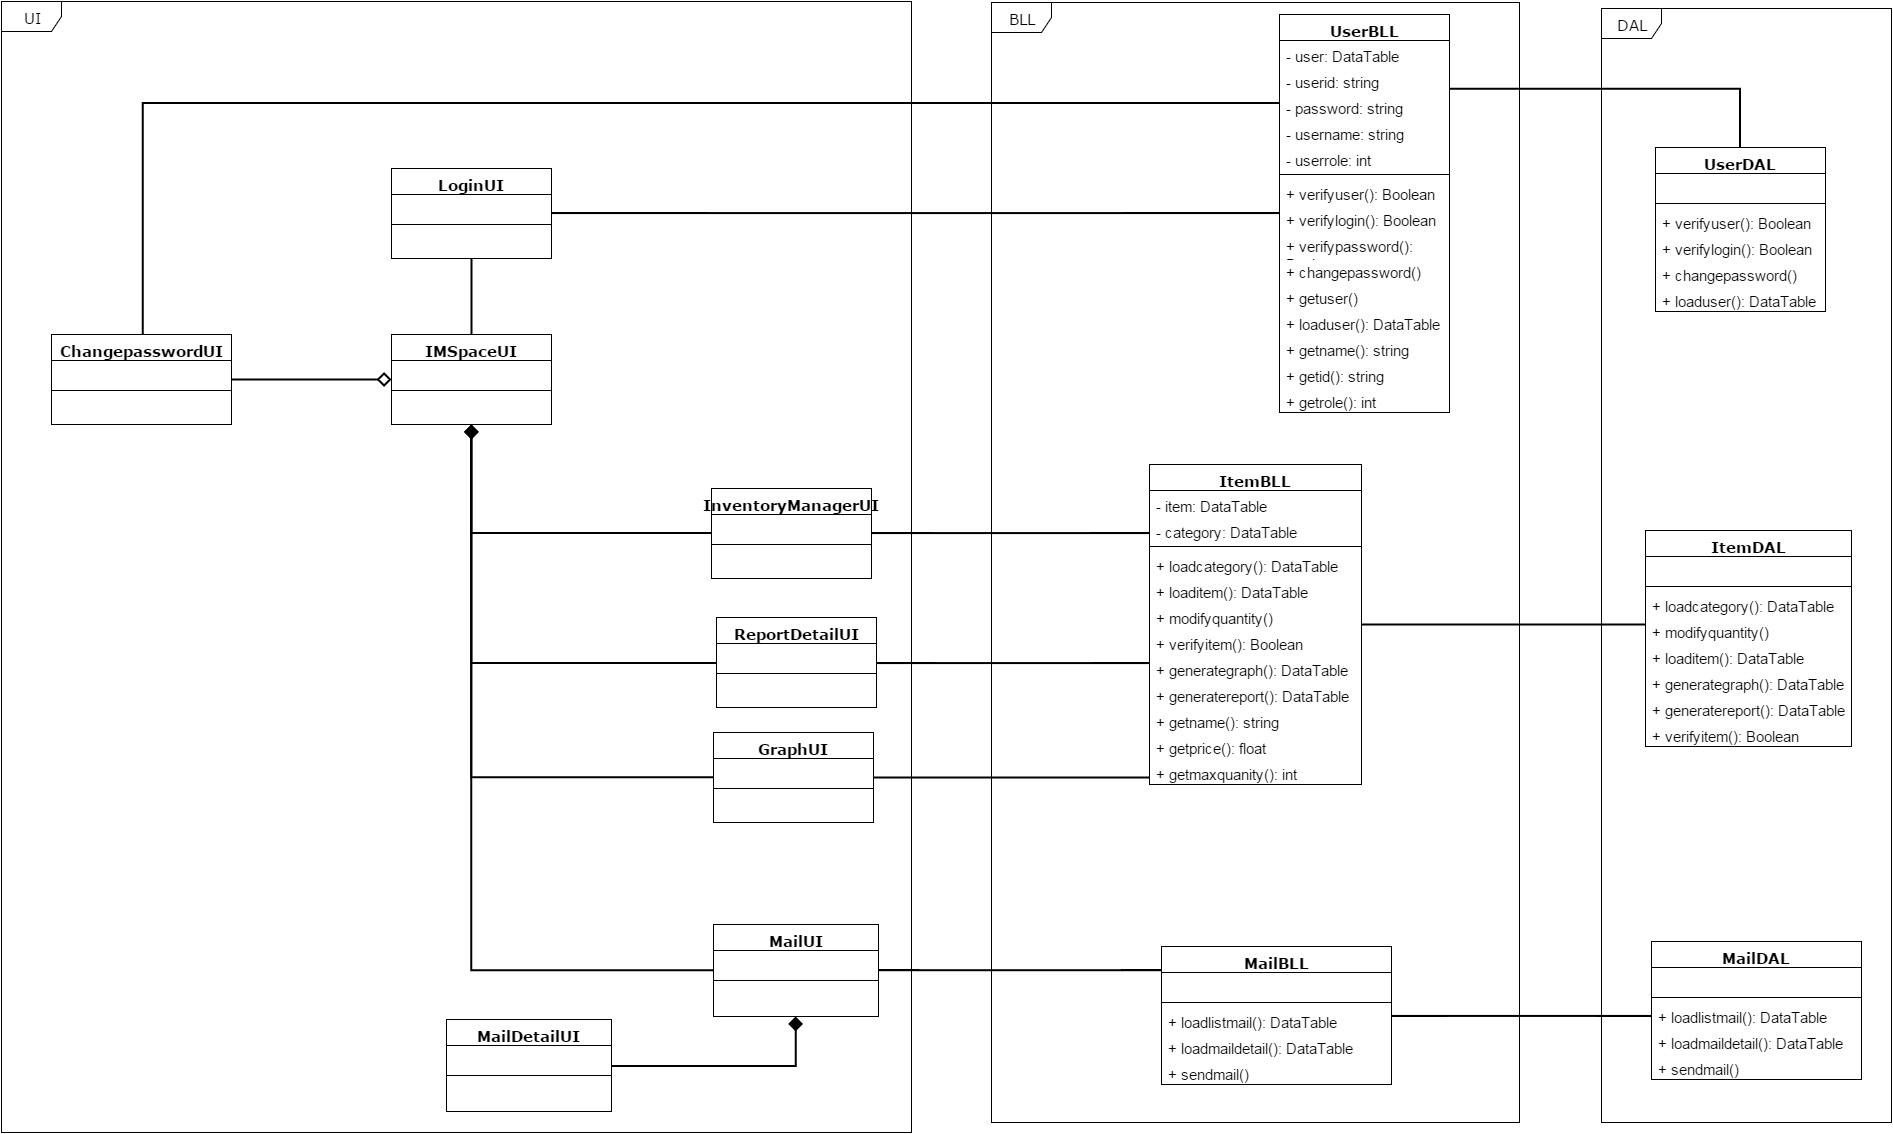 UI
LoginUI
ChangepasswordUI
IMSpaceUI
InventoryManagerUI
ReportDetailUI
GraphUI
MailUI
MailDetailUI
BLL
UserBLL
- user: DataTable
- userid: string
- password: string
- username: string
- userrole: int
+ verifyuser(): Boolean
+ verifylogin(): Boolean
+ verifypassword():
+ changepassword()
+ getuser()
+ loaduser(): DataTable
+ getname(): string
+ getid(): string
+ getrole(): int
ItemBLL
- item: DataTable
- category: DataTable
+ loadcategory(): DataTable
+ loaditem(): DataTable
+ modifyquantity()
+ verifyitem(): Boolean
+ generategraph(): DataTable
+ generatereport(): DataTable
+ getname(): string
+ getprice(): float
+ getmaxquanity(): int
MailBLL
+ loadlistmail(): DataTable
+ loadmaildetail(): DataTable
+ sendmail()
DAL
UserDAL
+ verifyuser(): Boolean
+ verifylogin(): Boolean
+ changepassword()
+ loaduser(): DataTable
ItemDAL
+ loadcategory(): DataTable
+ modifyquantity()
+ loaditem(): DataTable
+ generategraph(): DataTable
+ generatereport(): DataTable
+ verifyitem(): Boolean
MailDAL
+ loadlistmail(): DataTable
+ loadmaildetail(): DataTable
+ sendmail()